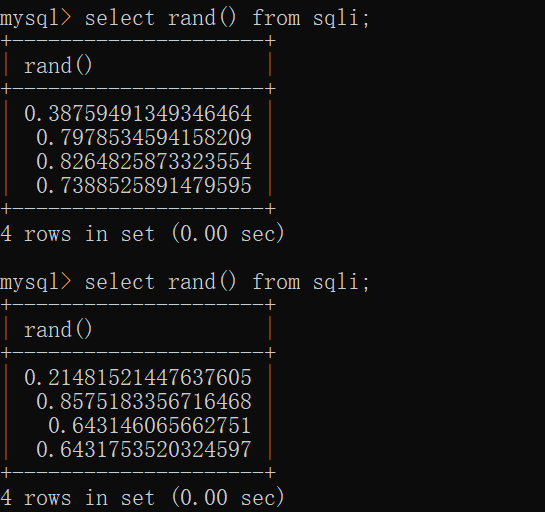 mysql> select rand() from sqli;
+---------------------+
| rand()              |
+---------------------+
| 0.38759491349346464 |
|  0.7978534594158209 |
|  0.8264825873323554 |
|  0.7388525891479595 |
+---------------------+
4 rows in set (0.00 sec)
mysql> select rand() from sqli;
+---------------------+
| rand()              |
+---------------------+
| 0.21481521447637605 |
|  0.8575183356716468 |
|   0.643146065662751 |
|  0.6431753520324597 |
+---------------------+
4 rows in set (0.00 sec)